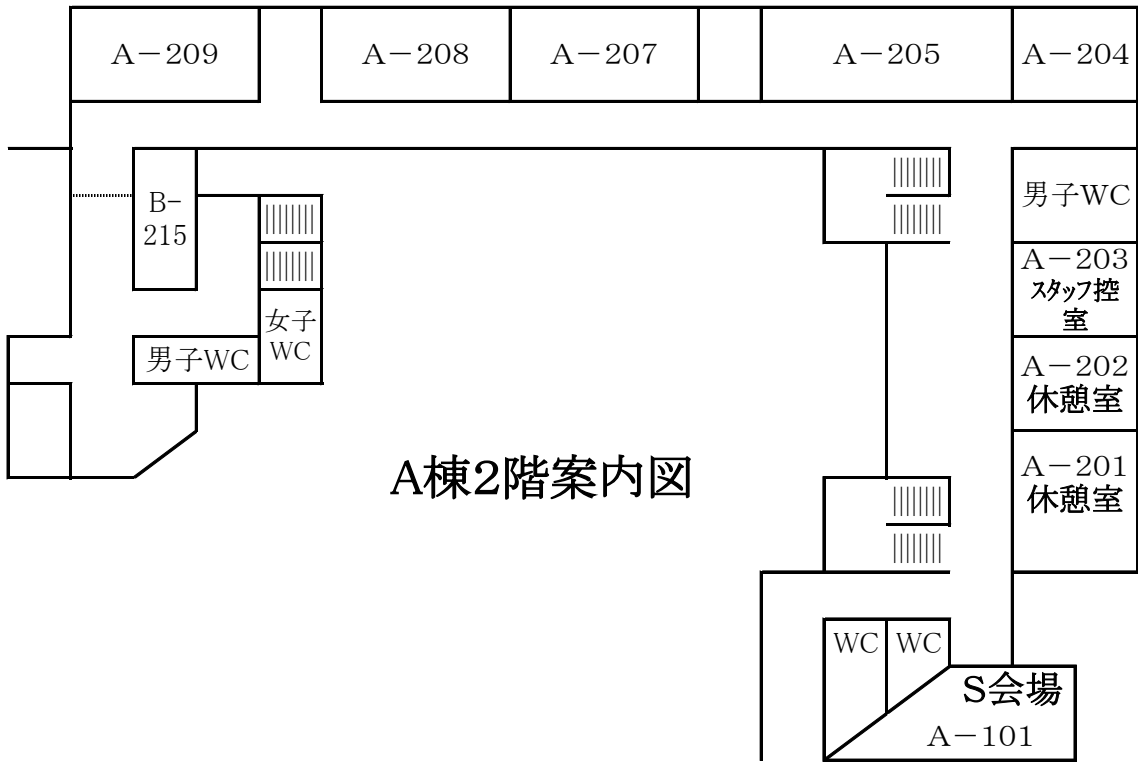 A－209
A－208
A－207
A－205
A－204
B-
215
男子WC
A－203
スタッフ控
室
女子
WC
男子WC
A－202
休憩室
A棟2階案内図
A－201
休憩室
WC
WC
S会場
A－101